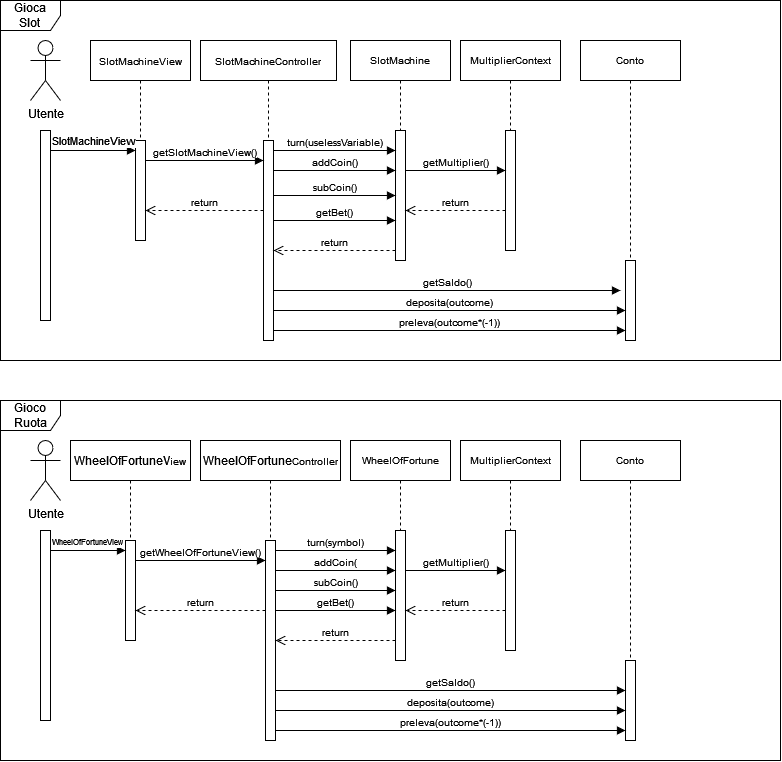 Gioca
Slot
Utente
SlotMachineView
SlotMachineController
SlotMachine
MultiplierContext
Conto
SlotMachineView
getSlotMachineView()
turn(uselessVariable)
addCoin()
getMultiplier()
subCoin()
return
return
getBet()
return
getSaldo()
deposita(outcome)
preleva(outcome*(-1))
Gioco
Ruota
Utente
WheelOfFortuneView
WheelOfFortuneController
WheelOfFortune
MultiplierContext
Conto
WheelOfFortuneView
getWheelOfFortuneView()
turn(symbol)
addCoin(
getMultiplier()
subCoin()
return
getBet()
return
return
getSaldo()
deposita(outcome)
preleva(outcome*(-1))